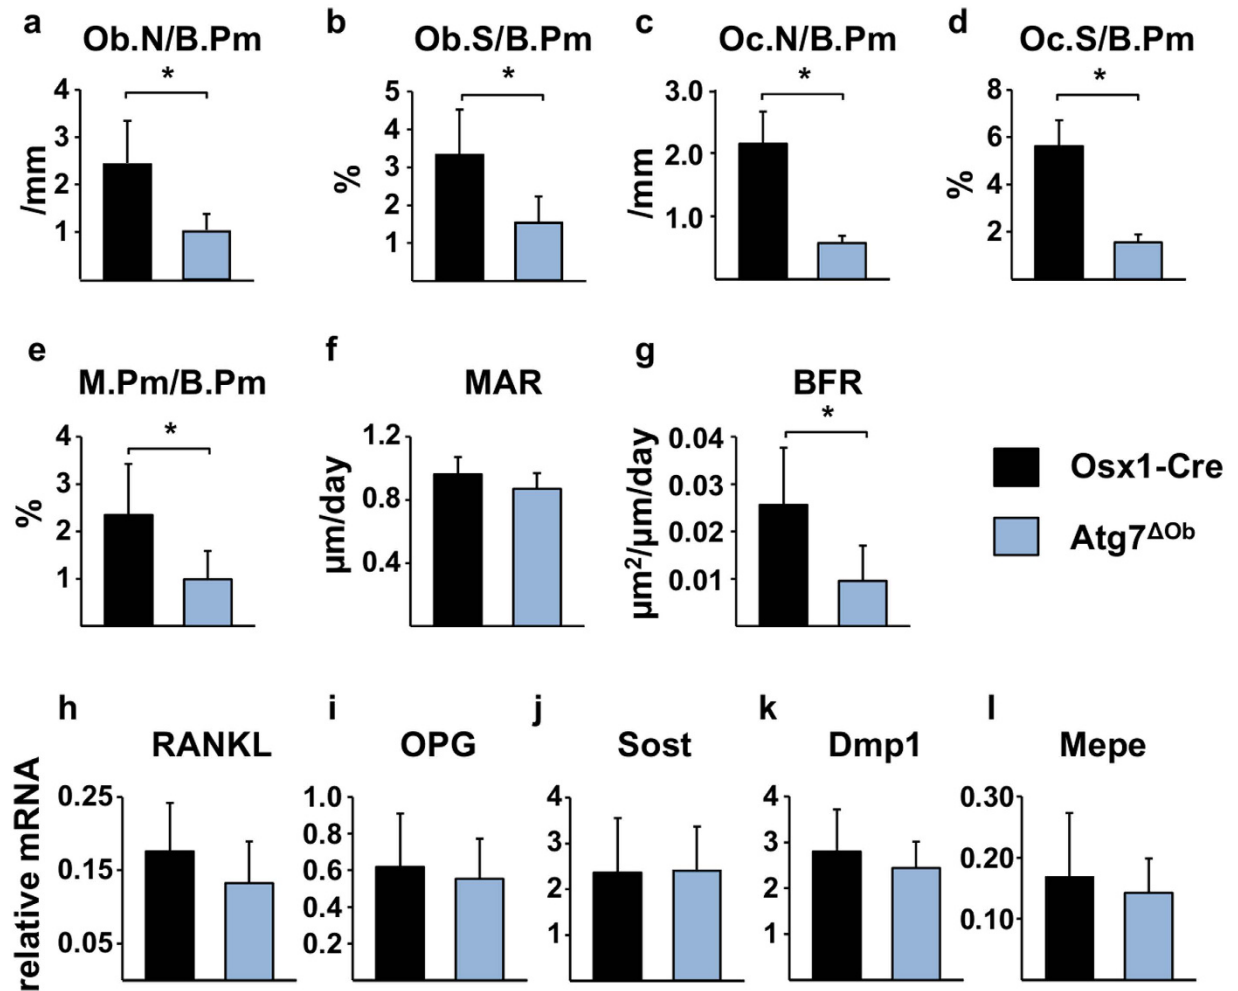 a
Ob.N/B.Pm
*
4
3
2
1
/mm
b
Ob.S/B.Pm
*
5
4
3
2
1
%
c
Oc.N/B.Pm
*
3.0
2.0
1.0
/mm
d
Oc.S/B.Pm
*
8
6
4
2
%
e
M.Pm/B.Pm
*
4
3
2
1
%
f
MAR
1.2
0.8
0.4
µm/day
g
BFR
*
0.04
0.03
0.02
0.01
µm²/µm/day
Osx1-Cre
Atg7ΔOb
h
RANKL
0.25
0.15
0.05
relative mRNA
i
OPG
1.0
0.8
0.6
0.4
0.2
j
Sost
4
3
2
1
k
Dmp1
4
3
2
1
l
Mepe
0.30
0.20
0.10